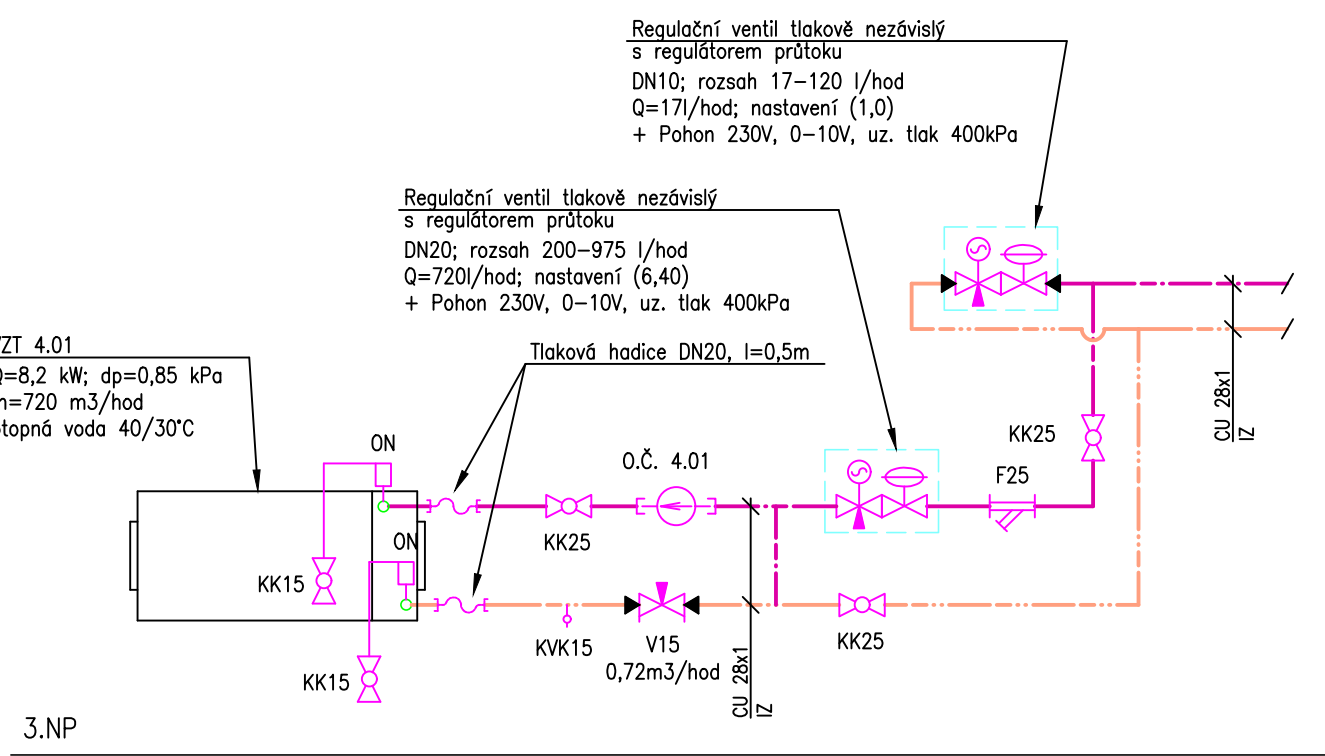 Regulační ventil tlakově nezávislý
s regulátorem průtoku
DN10; rozsah 17–120 l/hod
Q=17l/hod; nastavení (1,0)
+ Pohon 230V, 0–10V, uz. tlak 400kPa
Regulační ventil tlakově nezávislý
s regulátorem průtoku
DN20; rozsah 200–975 l/hod
Q=720l/hod; nastavení (6,40)
+ Pohon 230V, 0–10V, uz. tlak 400kPa
VZT 4.01
Q=8,2 kW; dp=0,85 kPa
m=720 m3/hod
topná voda 40/30°C
Tlaková hadice DN20, l=0,5m
CU 28x1
IZ
KK25
F25
O.Č. 4.01
ON
KK25
ON
KK15
KVK15
V15
0,72m3/hod
KK25
KK15
CU 28x1
IZ
3.NP